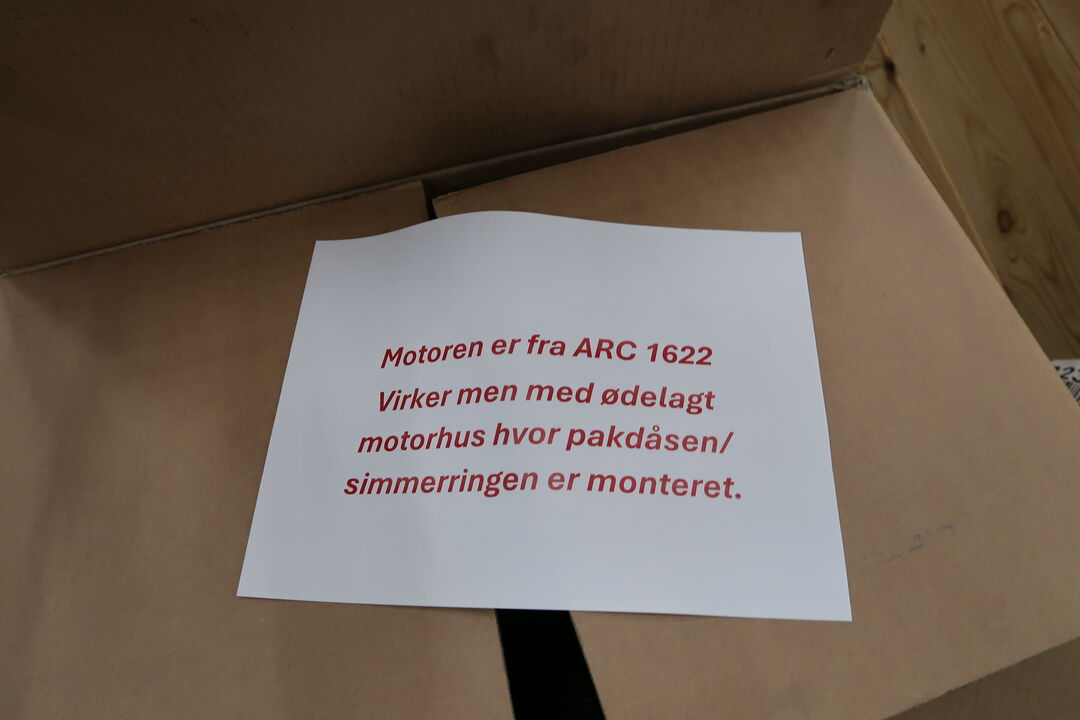 Motoren er fra ARC 1622
Virker men med ødelagt
motorhus hvor pakdåsen/
simmerringen er monteret.